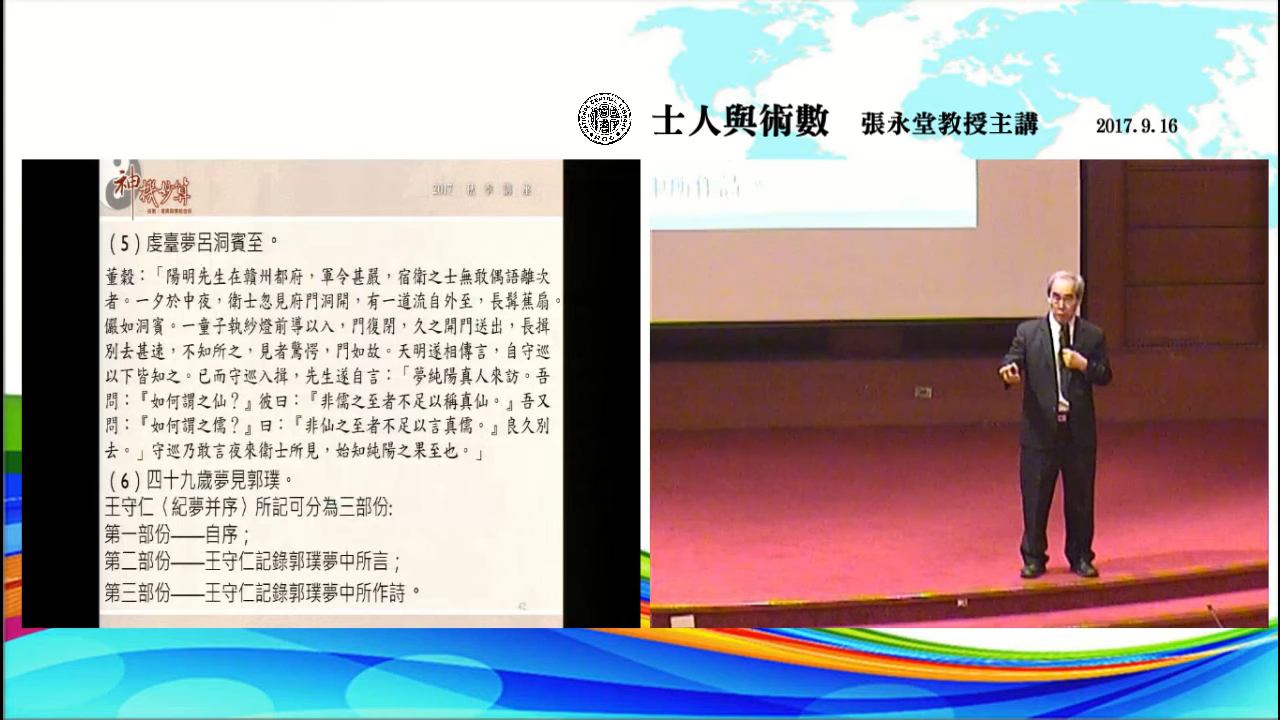 士人與術數 張永堂教授主講 2017.9.16
神機妙算
2017 秋季講座
(5)虔臺夢呂洞賓至。
董穀：「陽明先生在贛州都府，軍令甚嚴，宿衛之士無敢偶語離次
者。一夕於中夜，衛士忽見府門洞開，有一道流自外至，長髯蕉扇。
儼如洞賓。一童子執紗燈前導以入，門復閉，久之開門送出，長揖
別去甚速，不知所之，見者驚愕，門如故。天明遂相傳言，自守巡
以下皆知之。已而守巡入揖，先生遂自言：「夢純陽真人來訪。吾
問：『如何謂之仙？』彼曰：『非儒之至者不足以稱真仙。』吾又
問：『如何謂之儒？』曰：『非仙之至者不足以言真儒。』良久別
去。」守巡乃敢言夜來衛士所見，始知純陽之果至也。」
(6)四十九歲夢見郭璞。
王守仁〈紀夢并序〉所記可分為三部份:
第一部份——自序；
第二部份——王守仁記錄郭璞夢中所言；
第三部份——王守仁記錄郭璞夢中所作詩。
42
中所作詩。